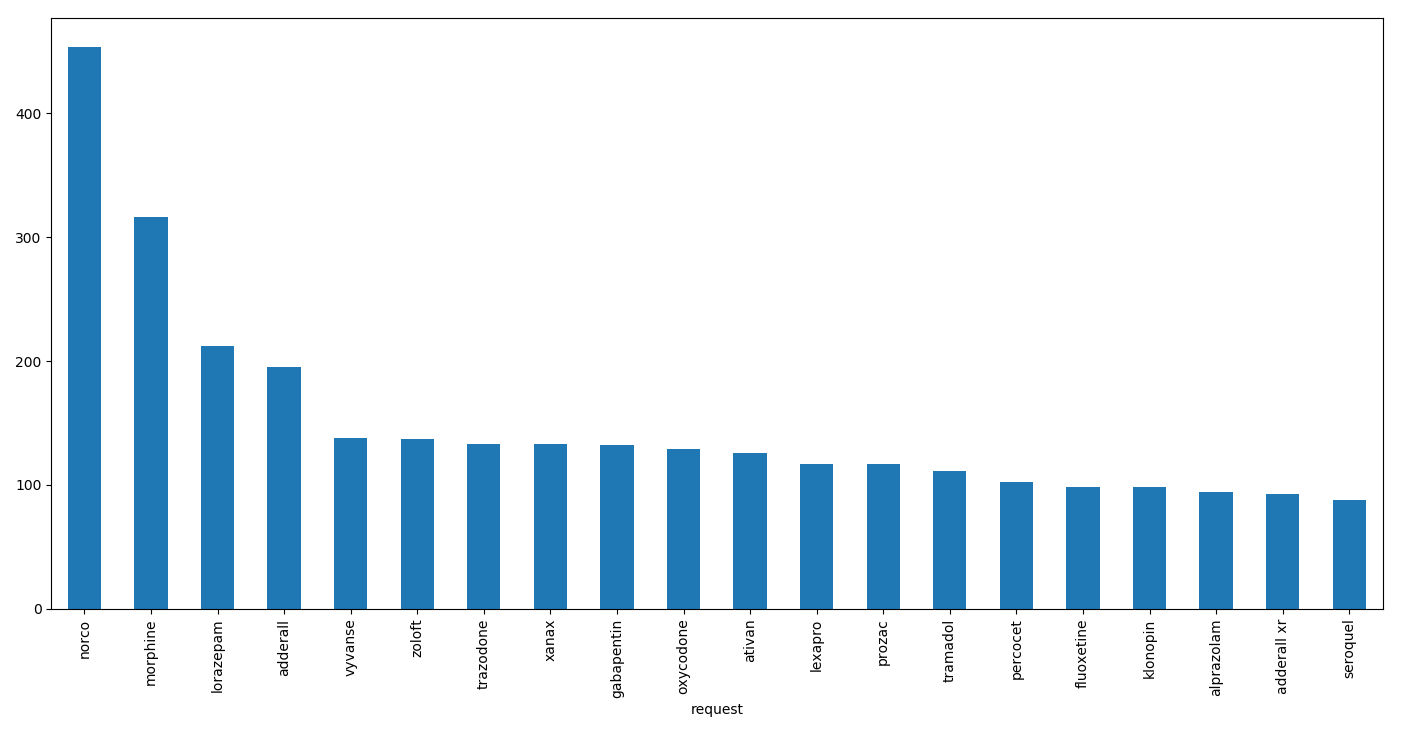 400
300
200
100
0
norco
morphine
lorazepam
adderall
vyvanse
zoloft
trazodone
xanax
gabapentin
oxycodone
ativan
lexapro
prozac
tramadol
percocet
fluoxetine
klonopin
alprazolam
adderall xr
seroquel
request